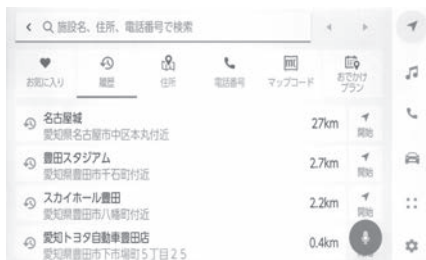 施設名、住所、電話番号で検索
お気に入り
履歴
住所
電話番号
マップコード
おでかけ
プラン
名古屋城
愛知県名古屋市中区本丸付近
27km
開始
豊田スタジアム
愛知県豊田市千石町付近
2.7km
開始
スカイホール豊田
愛知県豊田市八幡町付近
2.2km
開始
愛知トヨタ自動車豊田店
愛知県豊田市下市場町5丁目25
0.4km